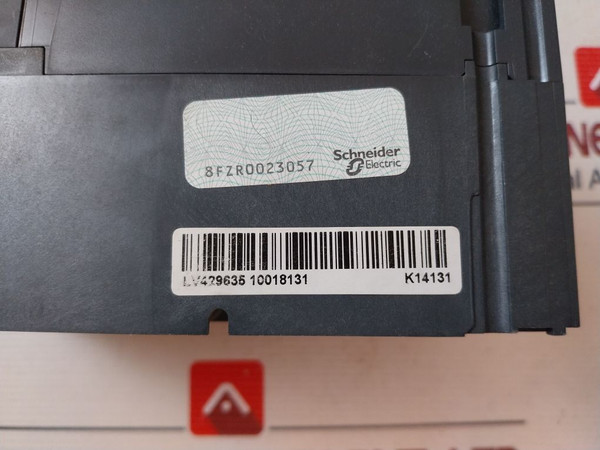 8FZR0023057
Schneider
Electric
LV429635 10018131 K14131